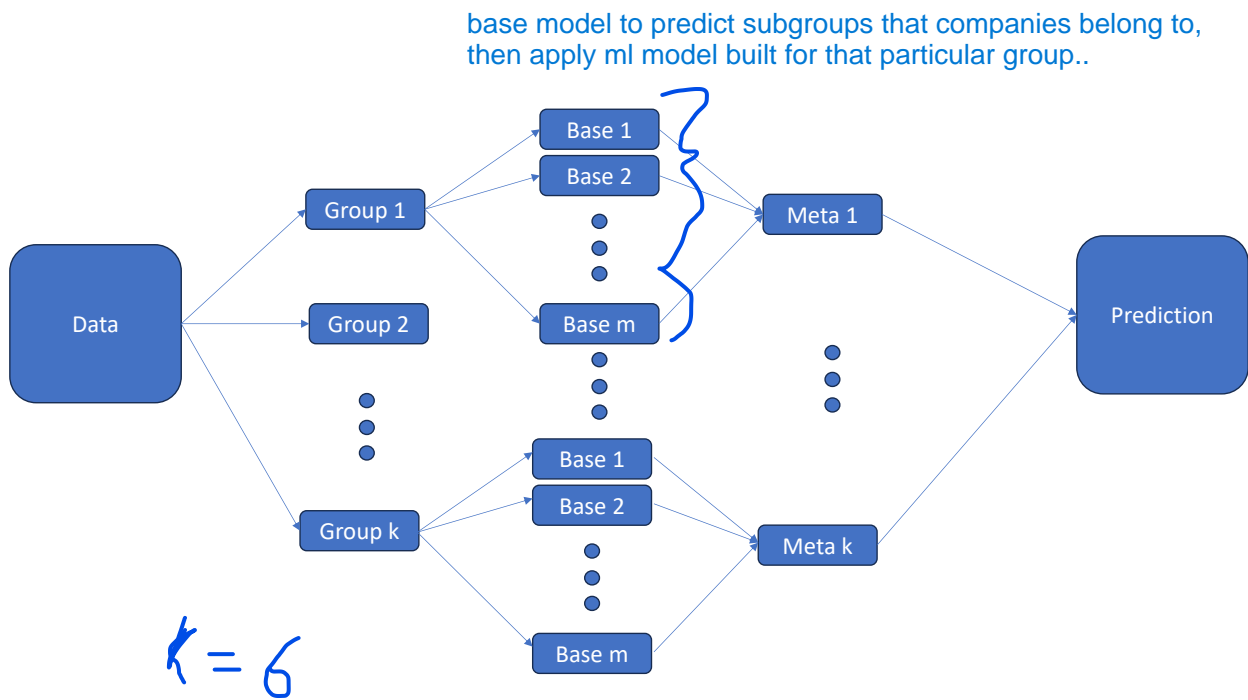 base model to predict subgroups that companies belong to,
then apply ml model built for that particular group..
Data
Group 1
Group 2
Group k
Base 1
Base 2
Base m
Base 1
Base 2
Base m
Meta 1
Meta k
Prediction
k = 6